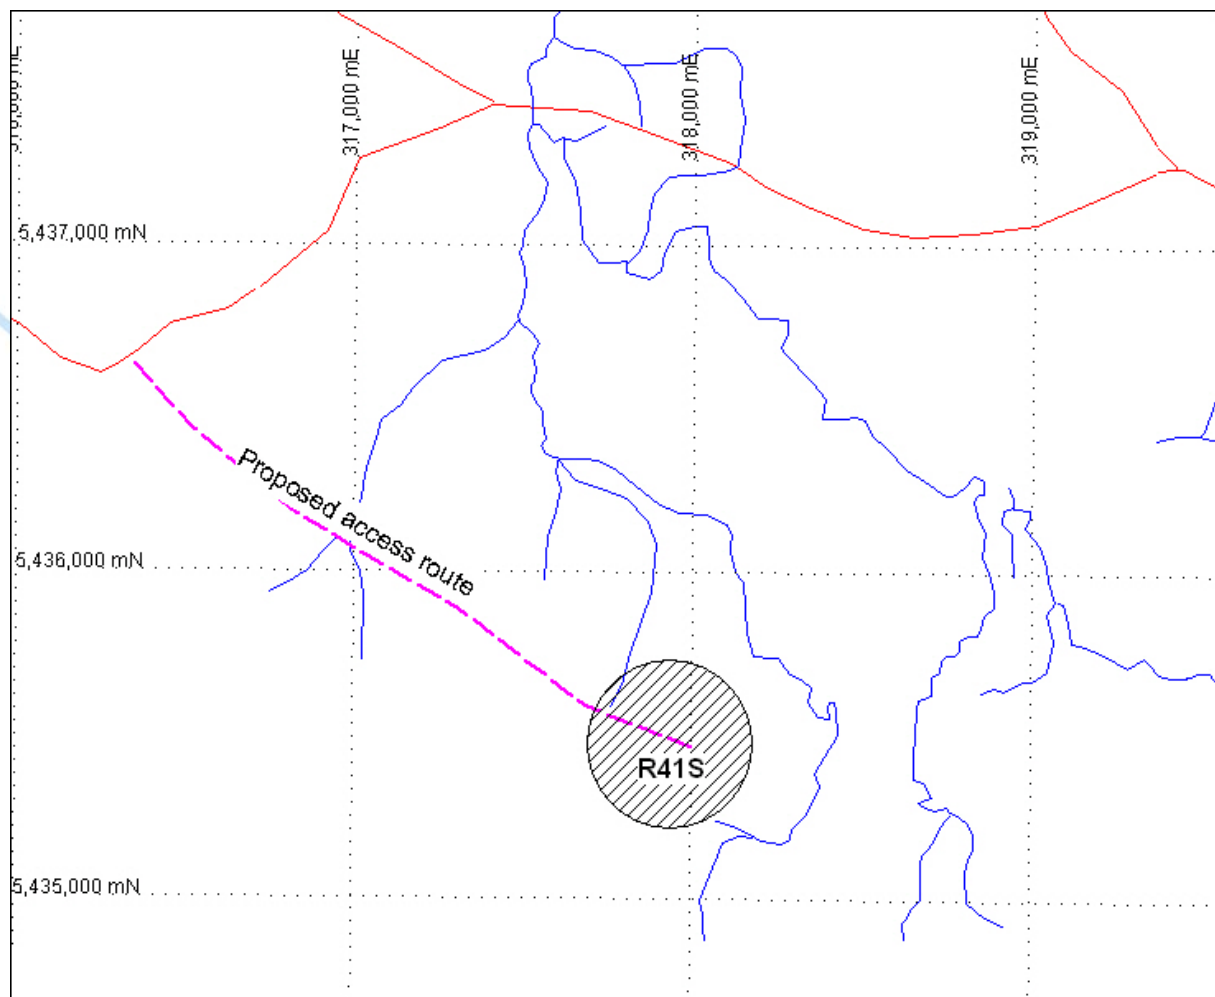 317,000 mE
318,000 mE
319,000 mE
5,437,000 mN
Proposed access route
5,436,000 mN
R41S
5,435,000 mN